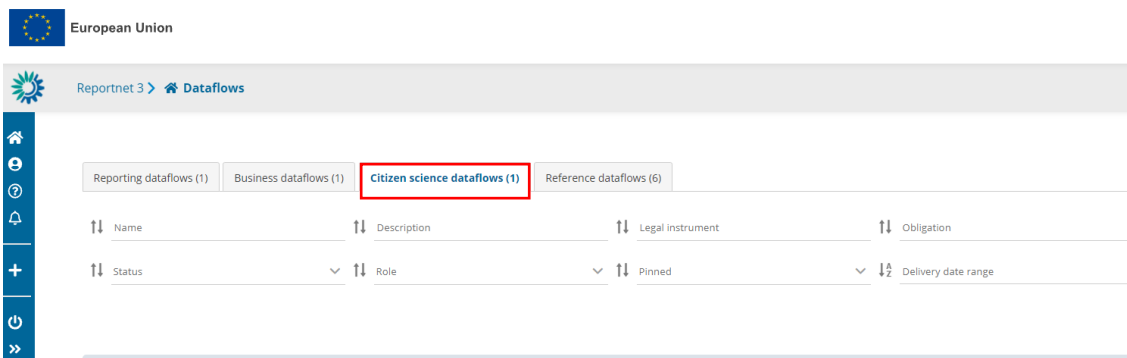 European Union
Reportnet 3 > Dataflows
Reporting dataflows (1) Business dataflows (1) Citizen science dataflows (1) Reference dataflows (6)
Name Description Legal instrument Obligation
Status Role Pinned Delivery date range